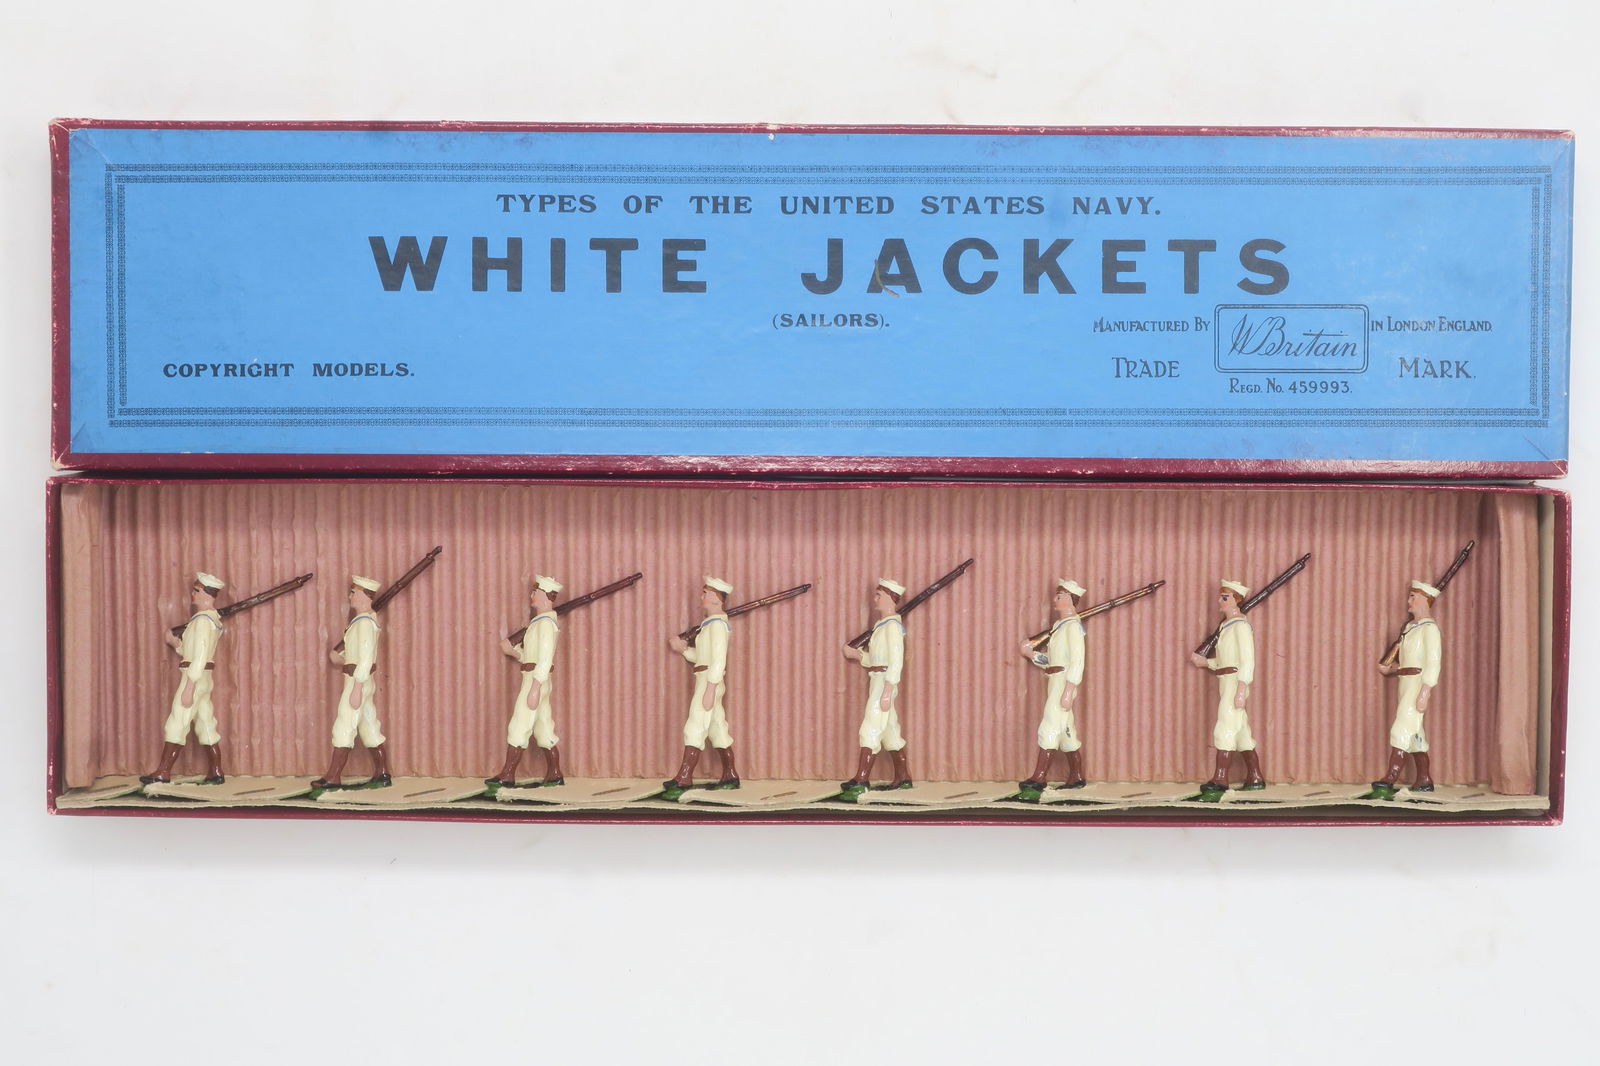 TYPES OF THE UNITED STATES NAVY.
WHITE JACKETS
(SAILORS).
COPYRIGHT MODELS.
MANUFACTURED BY WBritain IN LONDON ENGLAND.
TRADE MARK.
REGD. No. 459993.